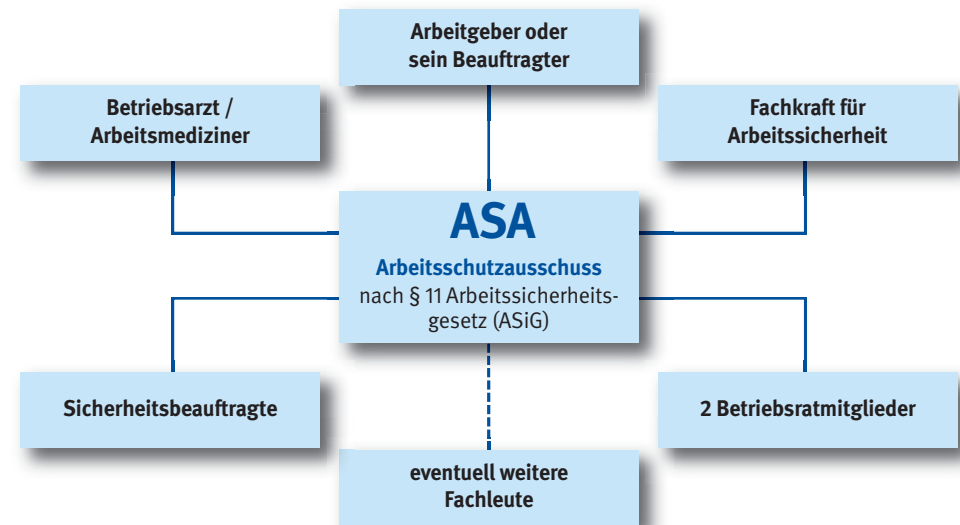 Arbeitgeber oder
sein Beauftragter
Betriebsarzt /
Arbeitsmediziner
Fachkraft für
Arbeitssicherheit
ASA
Arbeitsschutzausschuss
nach § 11 Arbeitssicherheits-
gesetz (ASiG)
Sicherheitsbeauftragte
2 Betriebsratmitglieder
eventuell weitere
Fachleute